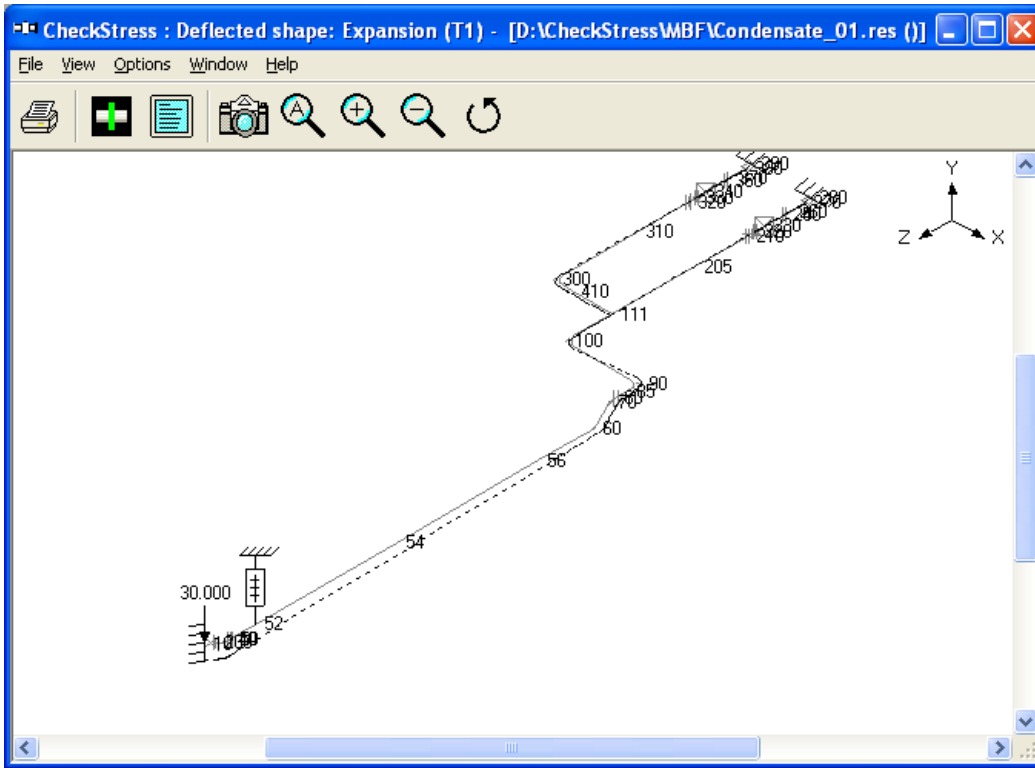 CheckStress : Deflected shape: Expansion (T1) - [D:\CheckStress\MBF\Condensate_01.res ()]
File View Options Window Help
A
Y
Z
X
320
310
205
300
410
111
100
90
60
56
54
30.000
52